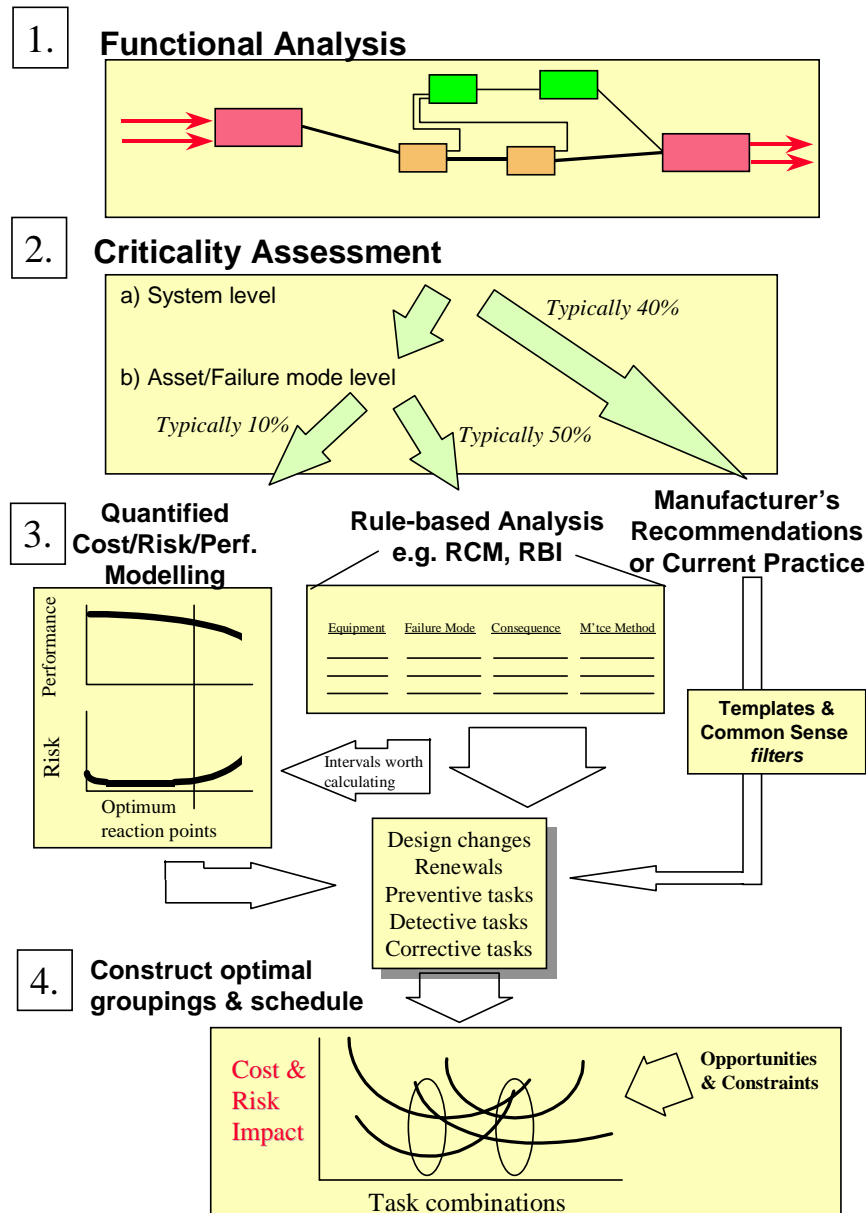 1.
Functional Analysis
2.
Criticality Assessment
a) System level
Typically 40%
b) Asset/Failure mode level
Typically 10%
Typically 50%
3.
Quantified
Cost/Risk/Perf.
Modelling
Rule-based Analysis
e.g. RCM, RBI
Manufacturer's
Recommendations
or Current Practice
Performance
Risk
Optimum
reaction points
Equipment Failure Mode Consequence M'tce Method
Intervals worth
calculating
Templates &
Common Sense
filters
Design changes
Renewals
Preventive tasks
Detective tasks
Corrective tasks
4.
Construct optimal
groupings & schedule
Cost &
Risk
Impact
Opportunities
& Constraints
Task combinations